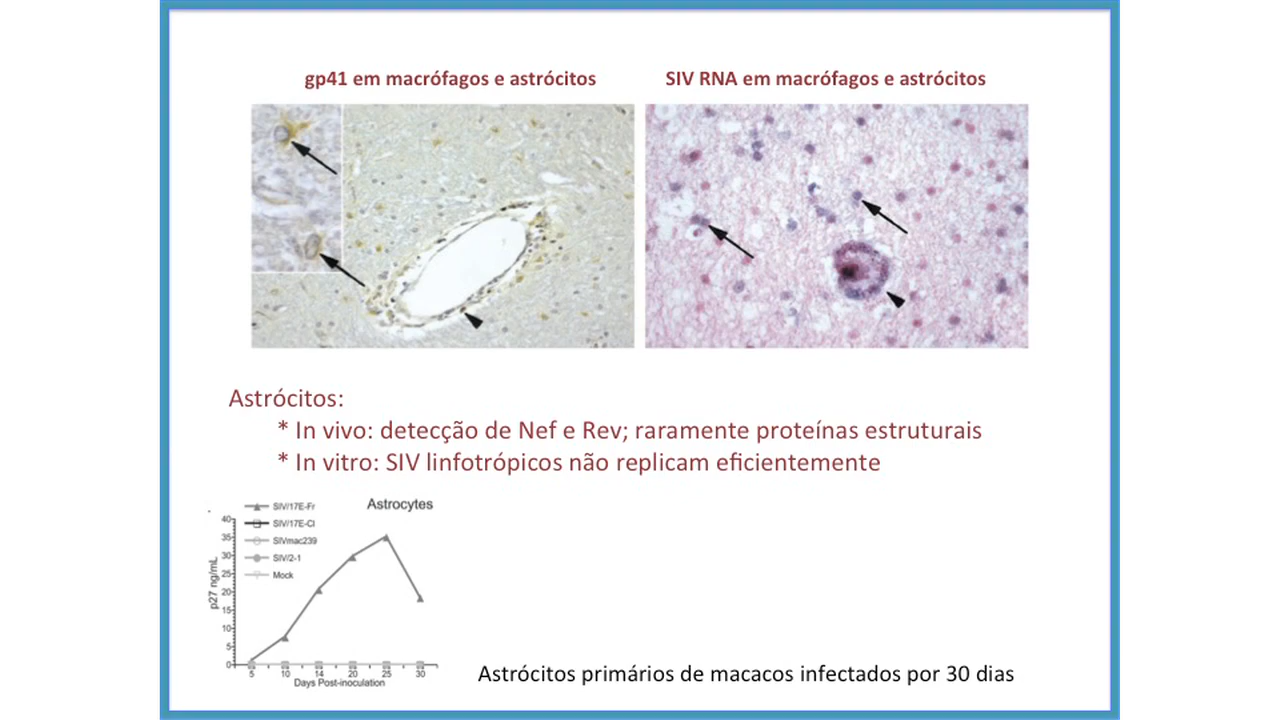 gp41 em macrófagos e astrócitos
SIV RNA em macrófagos e astrócitos
Astrócitos:
* In vivo: detecção de Nef e Rev; raramente proteínas estruturais
* In vitro: SIV linfotrópicos não replicam eficientemente
Astrocytes
SIV/17E-Fr
SIV/17E-Cl
SIVmac239
SIV/2-1
Mock
p27 ng/mL
40
35
30
25
20
15
10
5
0
5 10 14 20 25 30
Days Post-inoculation
Astrócitos primários de macacos infectados por 30 dias